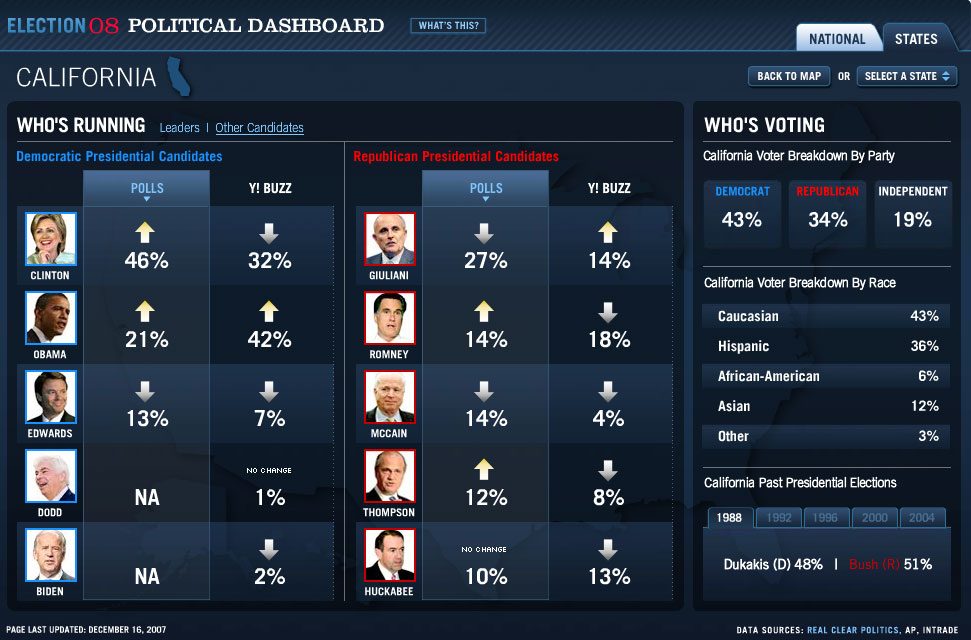 ELECTION 08 POLITICAL DASHBOARD WHAT'S THIS?
NATIONAL STATES
CALIFORNIA BACK TO MAP OR SELECT A STATE
WHO'S RUNNING Leaders | Other Candidates
Democratic Presidential Candidates
POLLS Y! BUZZ
CLINTON 46% 32%
OBAMA 21% 42%
EDWARDS 13% 7%
NO CHANGE
DODD NA 1%
BIDEN NA 2%
Republican Presidential Candidates
POLLS Y! BUZZ
GIULIANI 27% 14%
ROMNEY 14% 18%
MCCAIN 14% 4%
THOMPSON 12% 8%
NO CHANGE
HUCKABEE 10% 13%
WHO'S VOTING
California Voter Breakdown By Party
DEMOCRAT REPUBLICAN INDEPENDENT
43% 34% 19%
California Voter Breakdown By Race
Caucasian 43%
Hispanic 36%
African-American 6%
Asian 12%
Other 3%
California Past Presidential Elections
1988 1992 1996 2000 2004
Dukakis (D) 48% | Bush (R) 51%
PAGE LAST UPDATED: DECEMBER 16, 2007
DATA SOURCES: REAL CLEAR POLITICS, AP, INTRADE